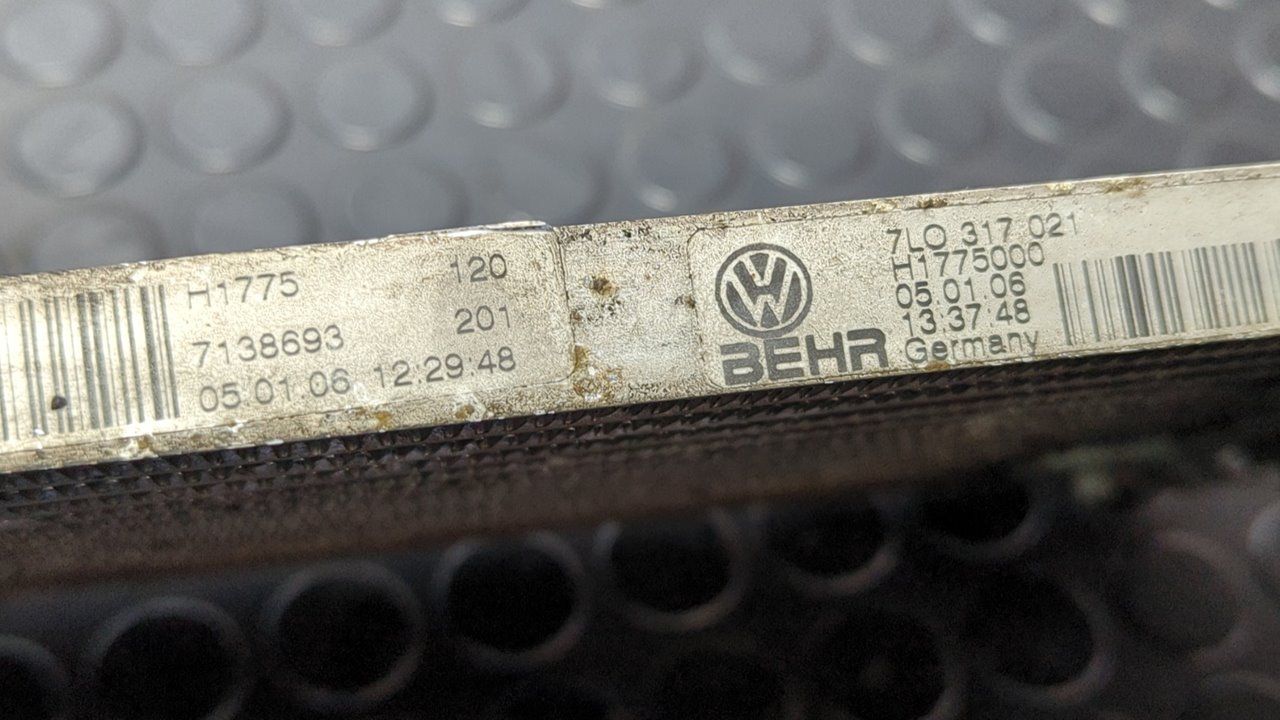 H1775 120
7138693 201
05.01.06 12:29:48
VW
BEHR
7L0 317 021
H1775000
05.01.06
13.37.48
Germany